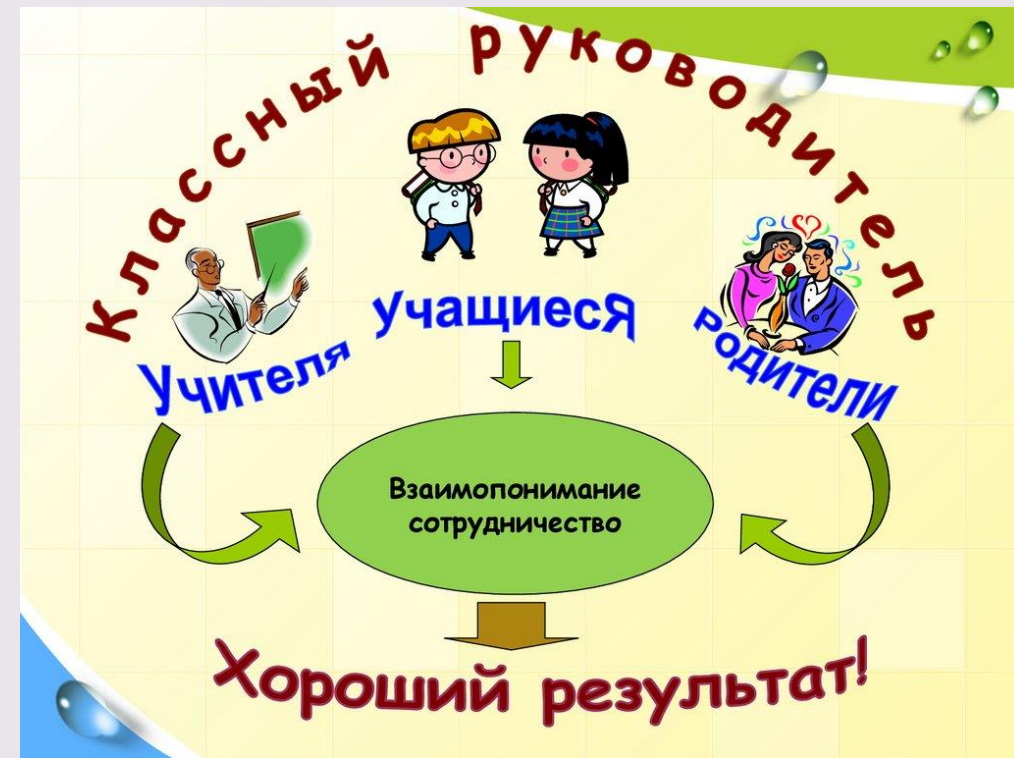 Классный руководитель
Учителя
Учащиеся
Родители
Взаимопонимание
сотрудничество
Хороший результат!